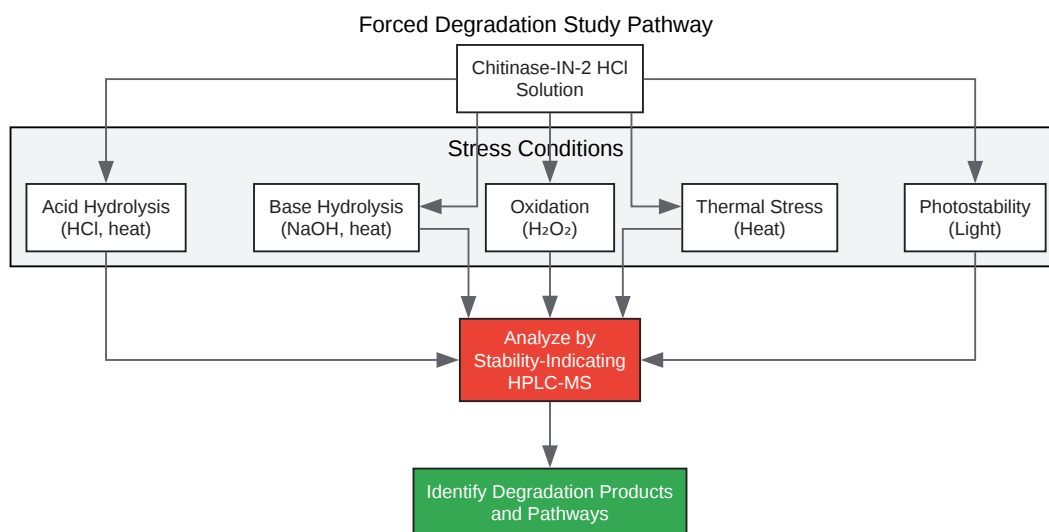 Forced Degradation Study Pathway
Chitinase-IN-2 HCl
Solution
Stress Conditions
Acid Hydrolysis
(HCl, heat)
Base Hydrolysis
(NaOH, heat)
Oxidation
(H₂O₂)
Thermal Stress
(Heat)
Photostability
(Light)
Analyze by
Stability-Indicating
HPLC-MS
Identify Degradation Products
and Pathways